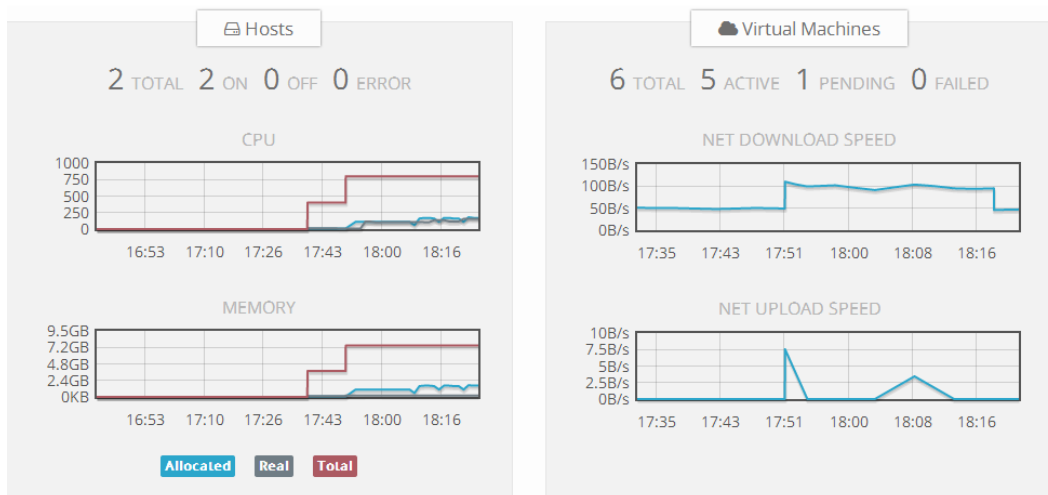 Hosts
2 TOTAL 2 ON 0 OFF 0 ERROR
CPU
1000
750
500
250
0
16:53 17:10 17:26 17:43 18:00 18:16
MEMORY
9.5GB
7.2GB
4.8GB
2.4GB
0KB
16:53 17:10 17:26 17:43 18:00 18:16
Allocated Real Total
Virtual Machines
6 TOTAL 5 ACTIVE 1 PENDING 0 FAILED
NET DOWNLOAD SPEED
150B/s
100B/s
50B/s
0B/s
17:35 17:43 17:51 18:00 18:08 18:16
NET UPLOAD SPEED
10B/s
7.5B/s
5B/s
2.5B/s
0B/s
17:35 17:43 17:51 18:00 18:08 18:16